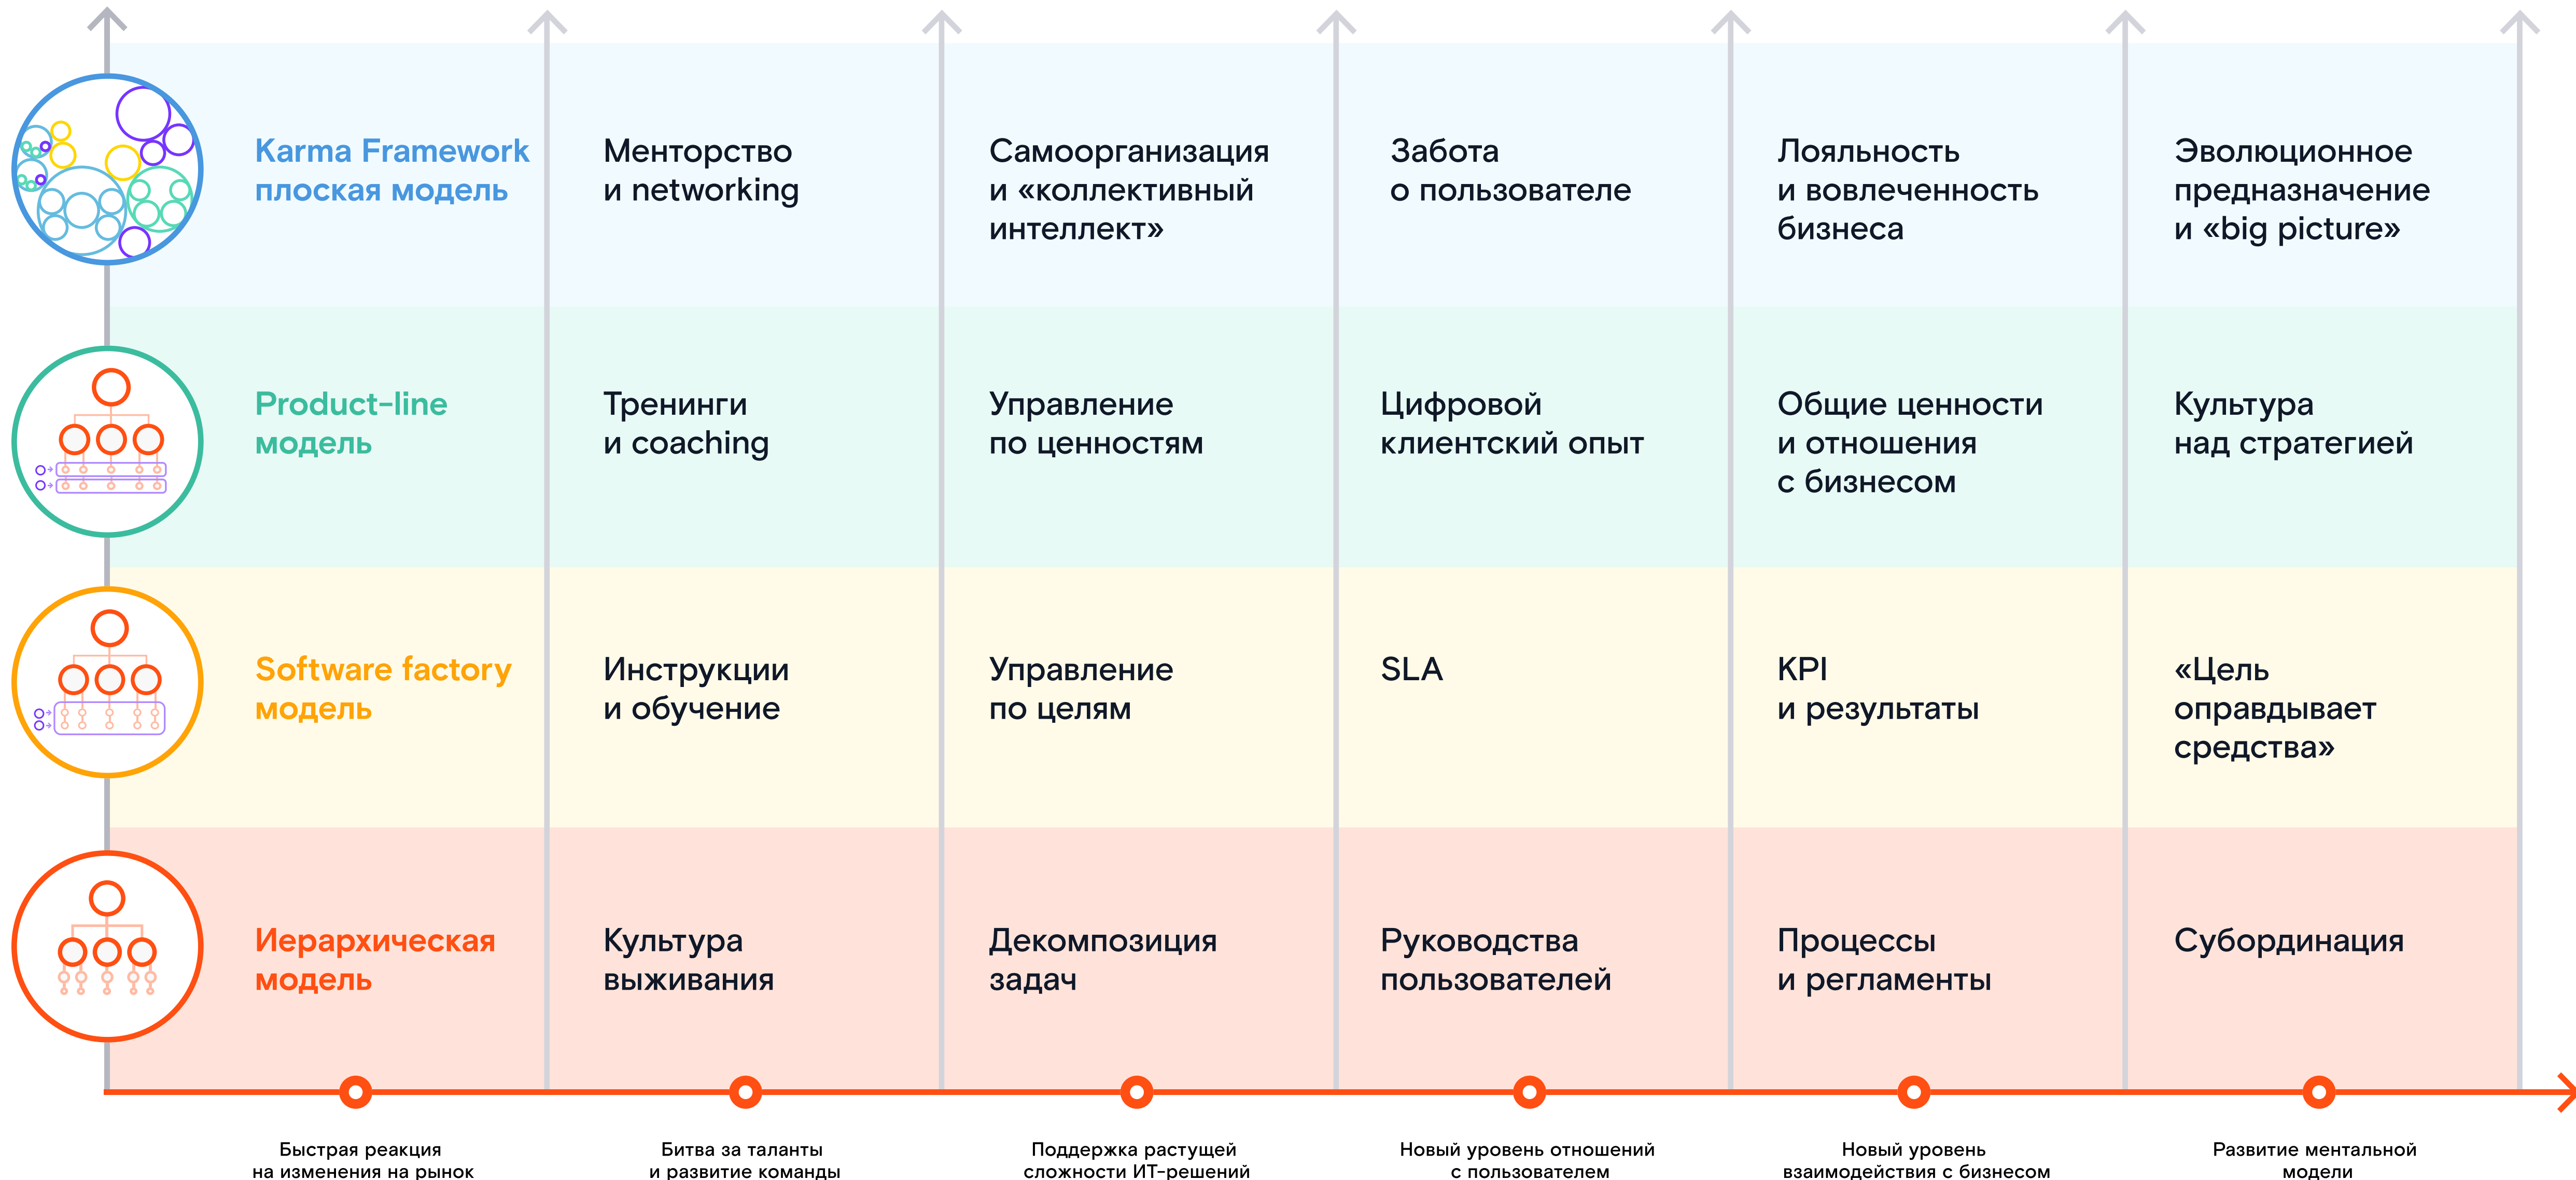 Karma Framework
плоская модель
Менторство
и networking
Самоорганизация
и «коллективный
интеллект»
Забота
о пользователе
Лояльность
и вовлеченность
бизнеса
Эволюционное
предназначение
и «big picture»
Product-line
модель
Тренинги
и coaching
Управление
по ценностям
Цифровой
клиентский опыт
Общие ценности
и отношения
с бизнесом
Культура
над стратегией
Software factory
модель
Инструкции
и обучение
Управление
по целям
SLA
KPI
и результаты
«Цель
оправдывает
средства»
Иерархическая
модель
Культура
выживания
Декомпозиция
задач
Руководства
пользователей
Процессы
и регламенты
Субординация
Быстрая реакция
на изменения на рынок
Битва за таланты
и развитие команды
Поддержка растущей
сложности ИТ-решений
Новый уровень отношений
с пользователем
Новый уровень
взаимодействия с бизнесом
Развитие ментальной
модели